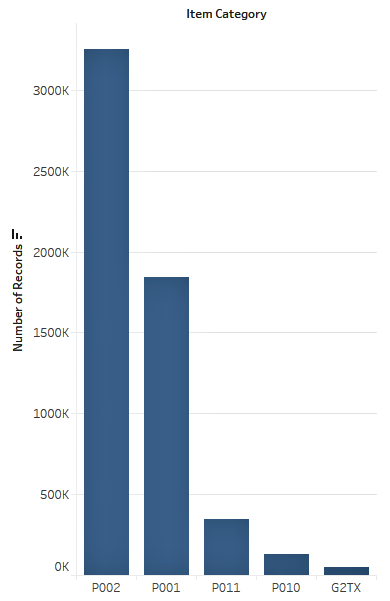 Item Category
3000K
2500K
2000K
1500K
1000K
500K
0K
Number of Records
P002 P001 P011 P010 G2TX